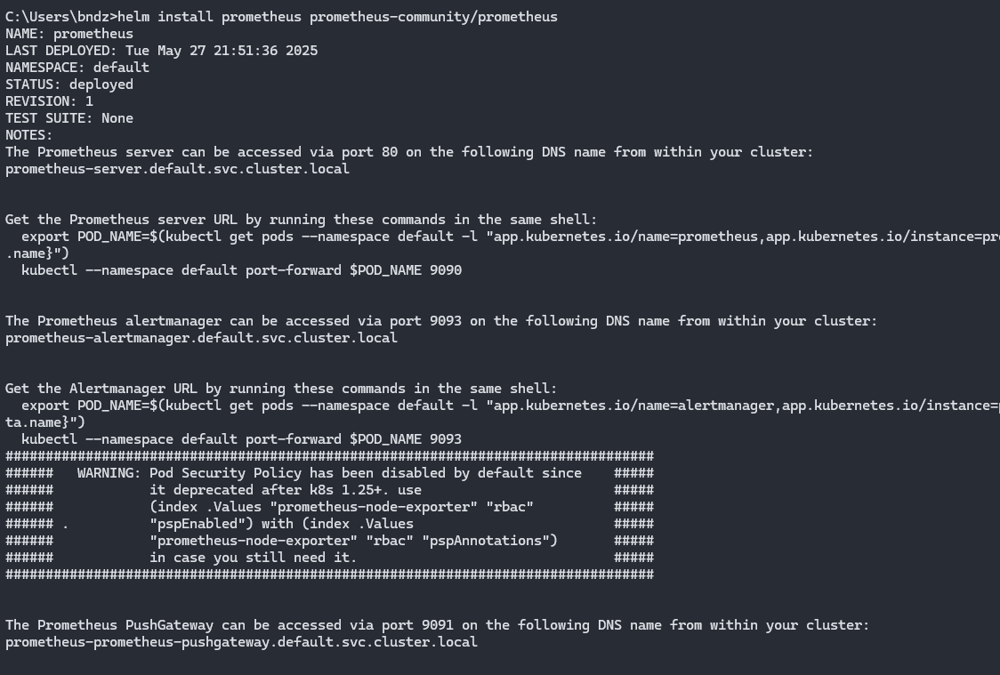 C:\Users\bndz>helm install prometheus prometheus-community/prometheus
NAME: prometheus
LAST DEPLOYED: Tue May 27 21:51:36 2025
NAMESPACE: default
STATUS: deployed
REVISION: 1
TEST SUITE: None
NOTES:
The Prometheus server can be accessed via port 80 on the following DNS name from within your cluster:
prometheus-server.default.svc.cluster.local
Get the Prometheus server URL by running these commands in the same shell:
export POD_NAME=$(kubectl get pods --namespace default -l "app.kubernetes.io/name=prometheus,app.kubernetes.io/instance=pr
.name}")
kubectl --namespace default port-forward $POD_NAME 9090
The Prometheus alertmanager can be accessed via port 9093 on the following DNS name from within your cluster:
prometheus-alertmanager.default.svc.cluster.local
Get the Alertmanager URL by running these commands in the same shell:
export POD_NAME=$(kubectl get pods --namespace default -l "app.kubernetes.io/name=alertmanager,app.kubernetes.io/instance=
ta.name}")
kubectl --namespace default port-forward $POD_NAME 9093
#################################################################################
###### WARNING: Pod Security Policy has been disabled by default since #####
###### it deprecated after k8s 1.25+. use #####
###### (index .Values "prometheus-node-exporter" "rbac" #####
###### . "pspEnabled") with (index .Values #####
###### "prometheus-node-exporter" "rbac" "pspAnnotations") #####
###### in case you still need it. #####
#################################################################################
The Prometheus PushGateway can be accessed via port 9091 on the following DNS name from within your cluster:
prometheus-prometheus-pushgateway.default.svc.cluster.local